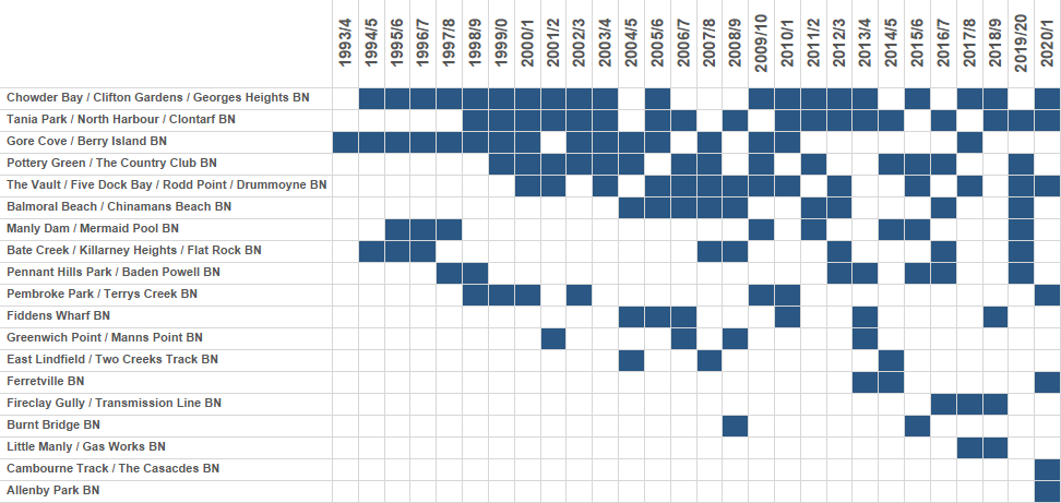 1993/4 1994/5 1995/6 1996/7 1997/8 1998/9 1999/0 2000/1 2001/2 2002/3 2003/4 2004/5 2005/6 2006/7 2007/8 2008/9 2009/10 2010/1 2011/2 2012/3 2013/4 2014/5 2015/6 2016/7 2017/8 2018/9 2019/20 2020/1
Chowder Bay / Clifton Gardens / Georges Heights BN
Tania Park / North Harbour / Clontarf BN
Gore Cove / Berry Island BN
Pottery Green / The Country Club BN
The Vault / Five Dock Bay / Rodd Point / Drummoyne BN
Balmoral Beach / Chinamans Beach BN
Manly Dam / Mermaid Pool BN
Bate Creek / Killarney Heights / Flat Rock BN
Pennant Hills Park / Baden Powell BN
Pembroke Park / Terrys Creek BN
Fiddens Wharf BN
Greenwich Point / Manns Point BN
East Lindfield / Two Creeks Track BN
Ferretville BN
Fireclay Gully / Transmission Line BN
Burnt Bridge BN
Little Manly / Gas Works BN
Cambourne Track / The Casacdes BN
Allenby Park BN